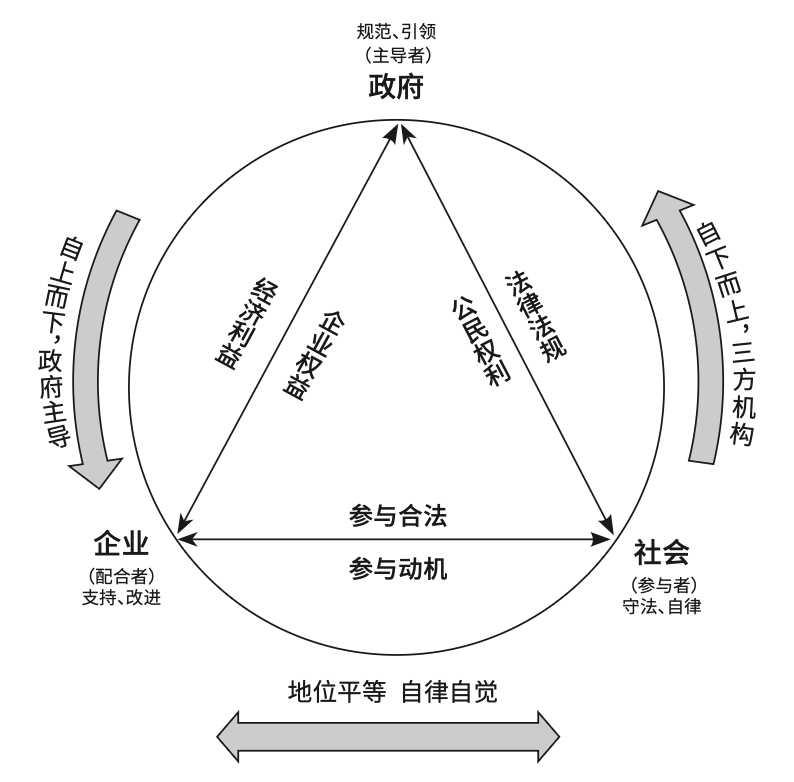 规范、引领
（主导者）
政府
自上而下，政府主导
自下而上，三方机构
经济利益
企业权益
公民权利
法律法规
参与合法
参与动机
企业
（配合者）
支持、改进
社会
（参与者）
守法、自律
地位平等 自律自觉